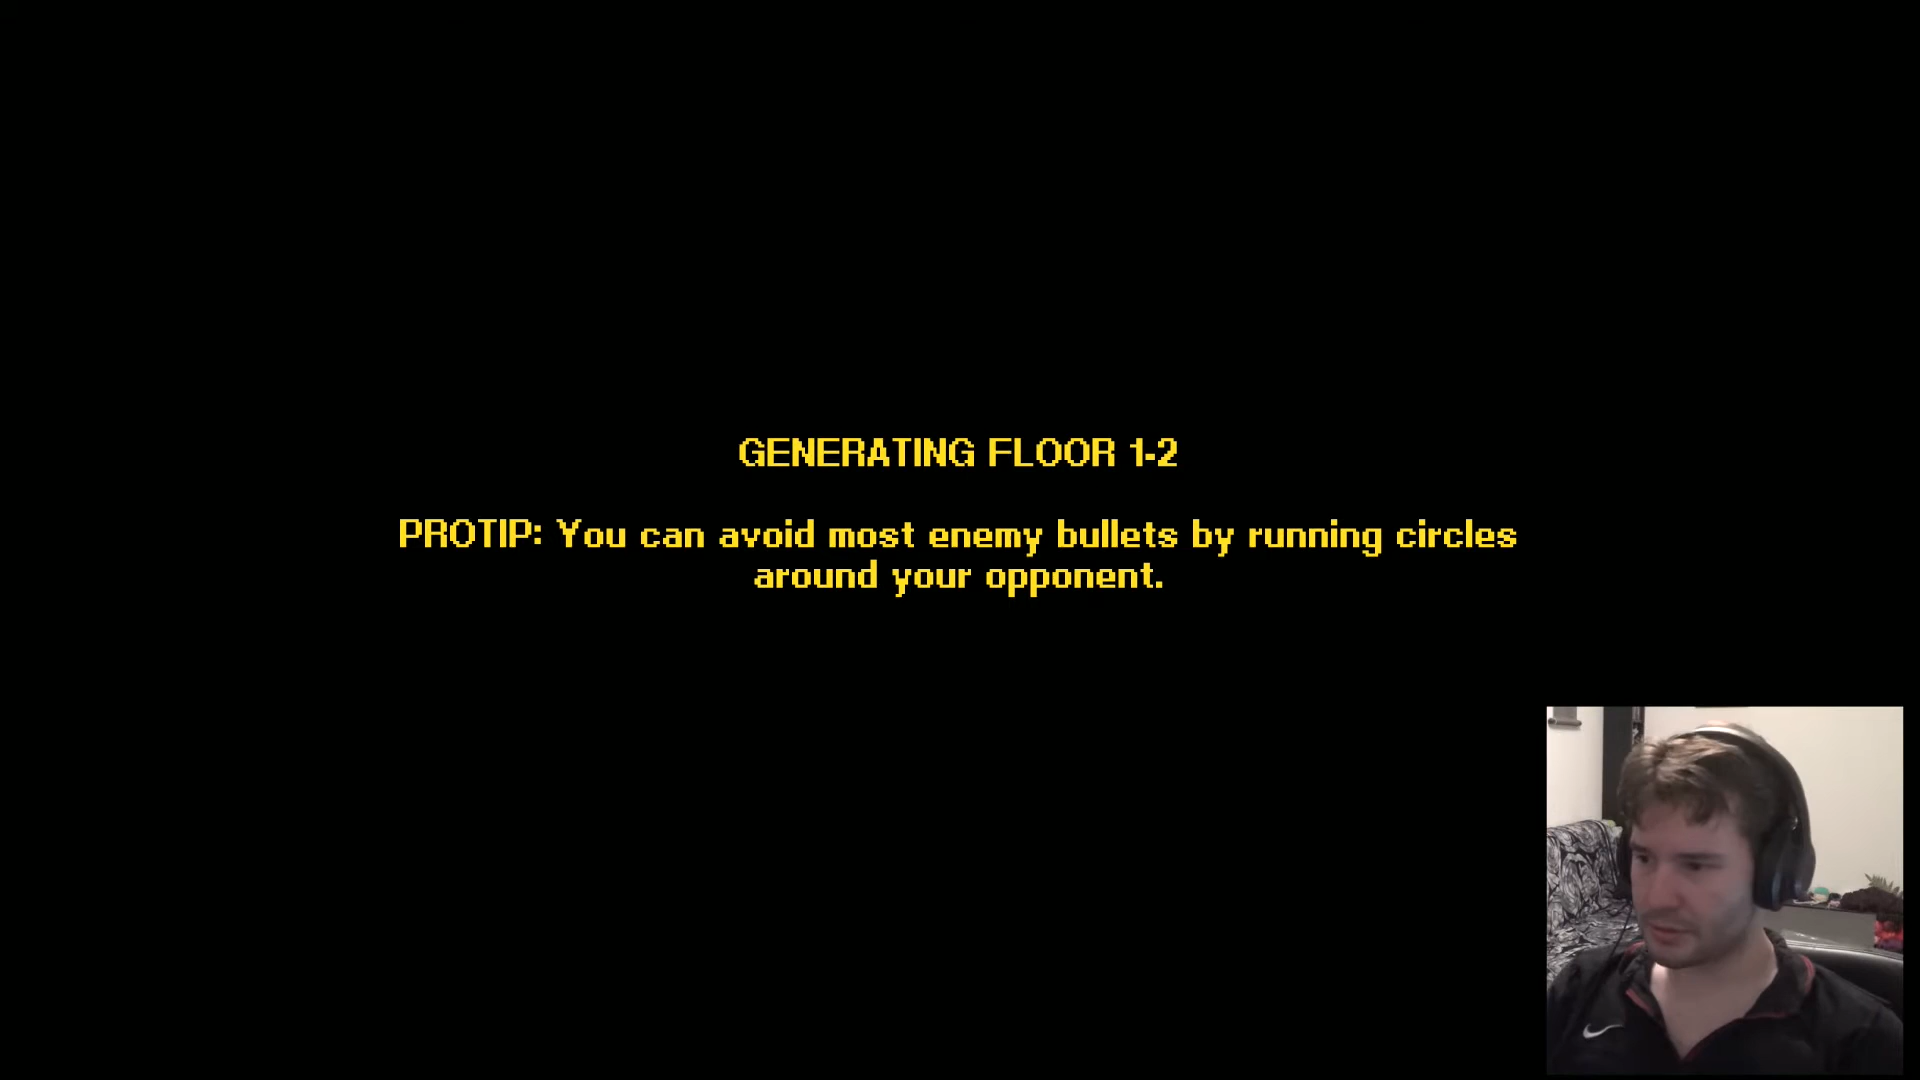 GENERATING FLOOR 1-2
PROTIP: You can avoid most enemy bullets by running circles
around your opponent.